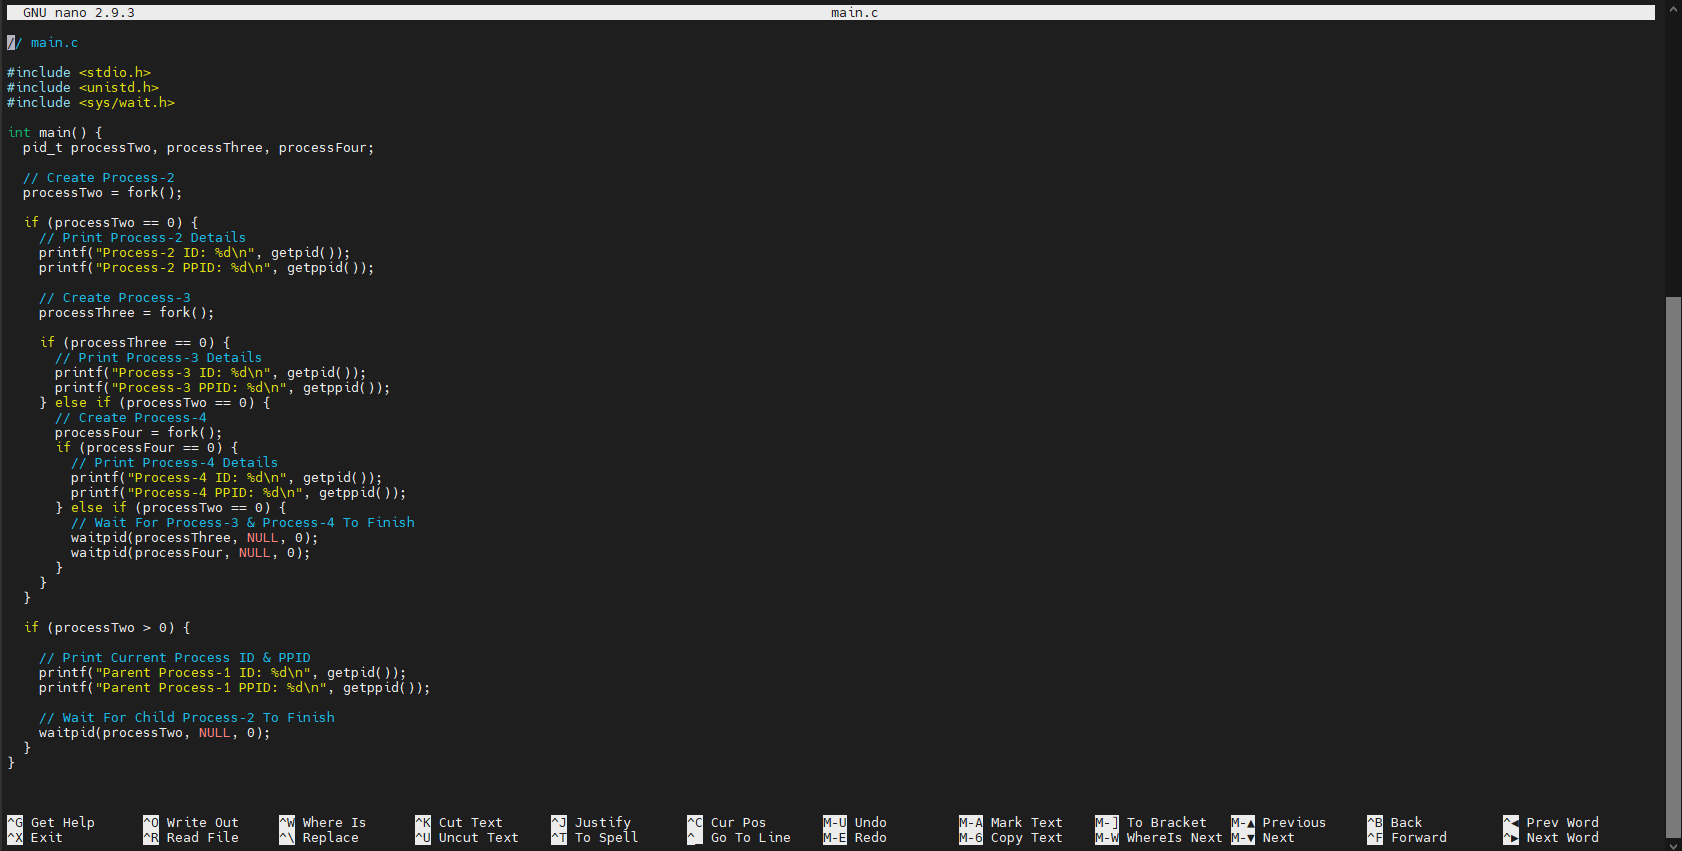 GNU nano 2.9.3 main.c
// main.c
#include <stdio.h>
#include <unistd.h>
#include <sys/wait.h>
int main() {
  pid_t processTwo, processThree, processFour;
  // Create Process-2
  processTwo = fork();
  if (processTwo == 0) {
    // Print Process-2 Details
    printf("Process-2 ID: %d\n", getpid());
    printf("Process-2 PPID: %d\n", getppid());
    // Create Process-3
    processThree = fork();
    if (processThree == 0) {
      // Print Process-3 Details
      printf("Process-3 ID: %d\n", getpid());
      printf("Process-3 PPID: %d\n", getppid());
    } else if (processTwo == 0) {
      // Create Process-4
      processFour = fork();
      if (processFour == 0) {
        // Print Process-4 Details
        printf("Process-4 ID: %d\n", getpid());
        printf("Process-4 PPID: %d\n", getppid());
      } else if (processTwo == 0) {
        // Wait For Process-3 & Process-4 To Finish
        waitpid(processThree, NULL, 0);
        waitpid(processFour, NULL, 0);
      }
    }
  }
  if (processTwo > 0) {
    // Print Current Process ID & PPID
    printf("Parent Process-1 ID: %d\n", getpid());
    printf("Parent Process-1 PPID: %d\n", getppid());
    // Wait For Child Process-2 To Finish
    waitpid(processTwo, NULL, 0);
  }
}
^G Get Help ^O Write Out ^W Where Is ^K Cut Text ^J Justify ^C Cur Pos M-U Undo M-A Mark Text M-] To Bracket M-▲ Previous ^B Back ^◀ Prev Word
^X Exit ^R Read File ^\ Replace ^U Uncut Text ^T To Spell ^_ Go To Line M-E Redo M-6 Copy Text M-W WhereIs Next M-▼ Next ^F Forward ^▶ Next Word